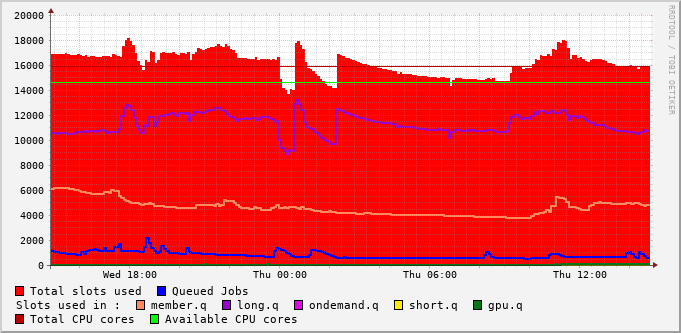 20000
18000
16000
14000
12000
10000
8000
6000
4000
2000
0
Wed 18:00 Thu 00:00 Thu 06:00 Thu 12:00
RRDTOOL / TOBI OETIKER
Total slots used Queued Jobs
Slots used in : member.q long.q ondemand.q short.q gpu.q
Total CPU cores Available CPU cores